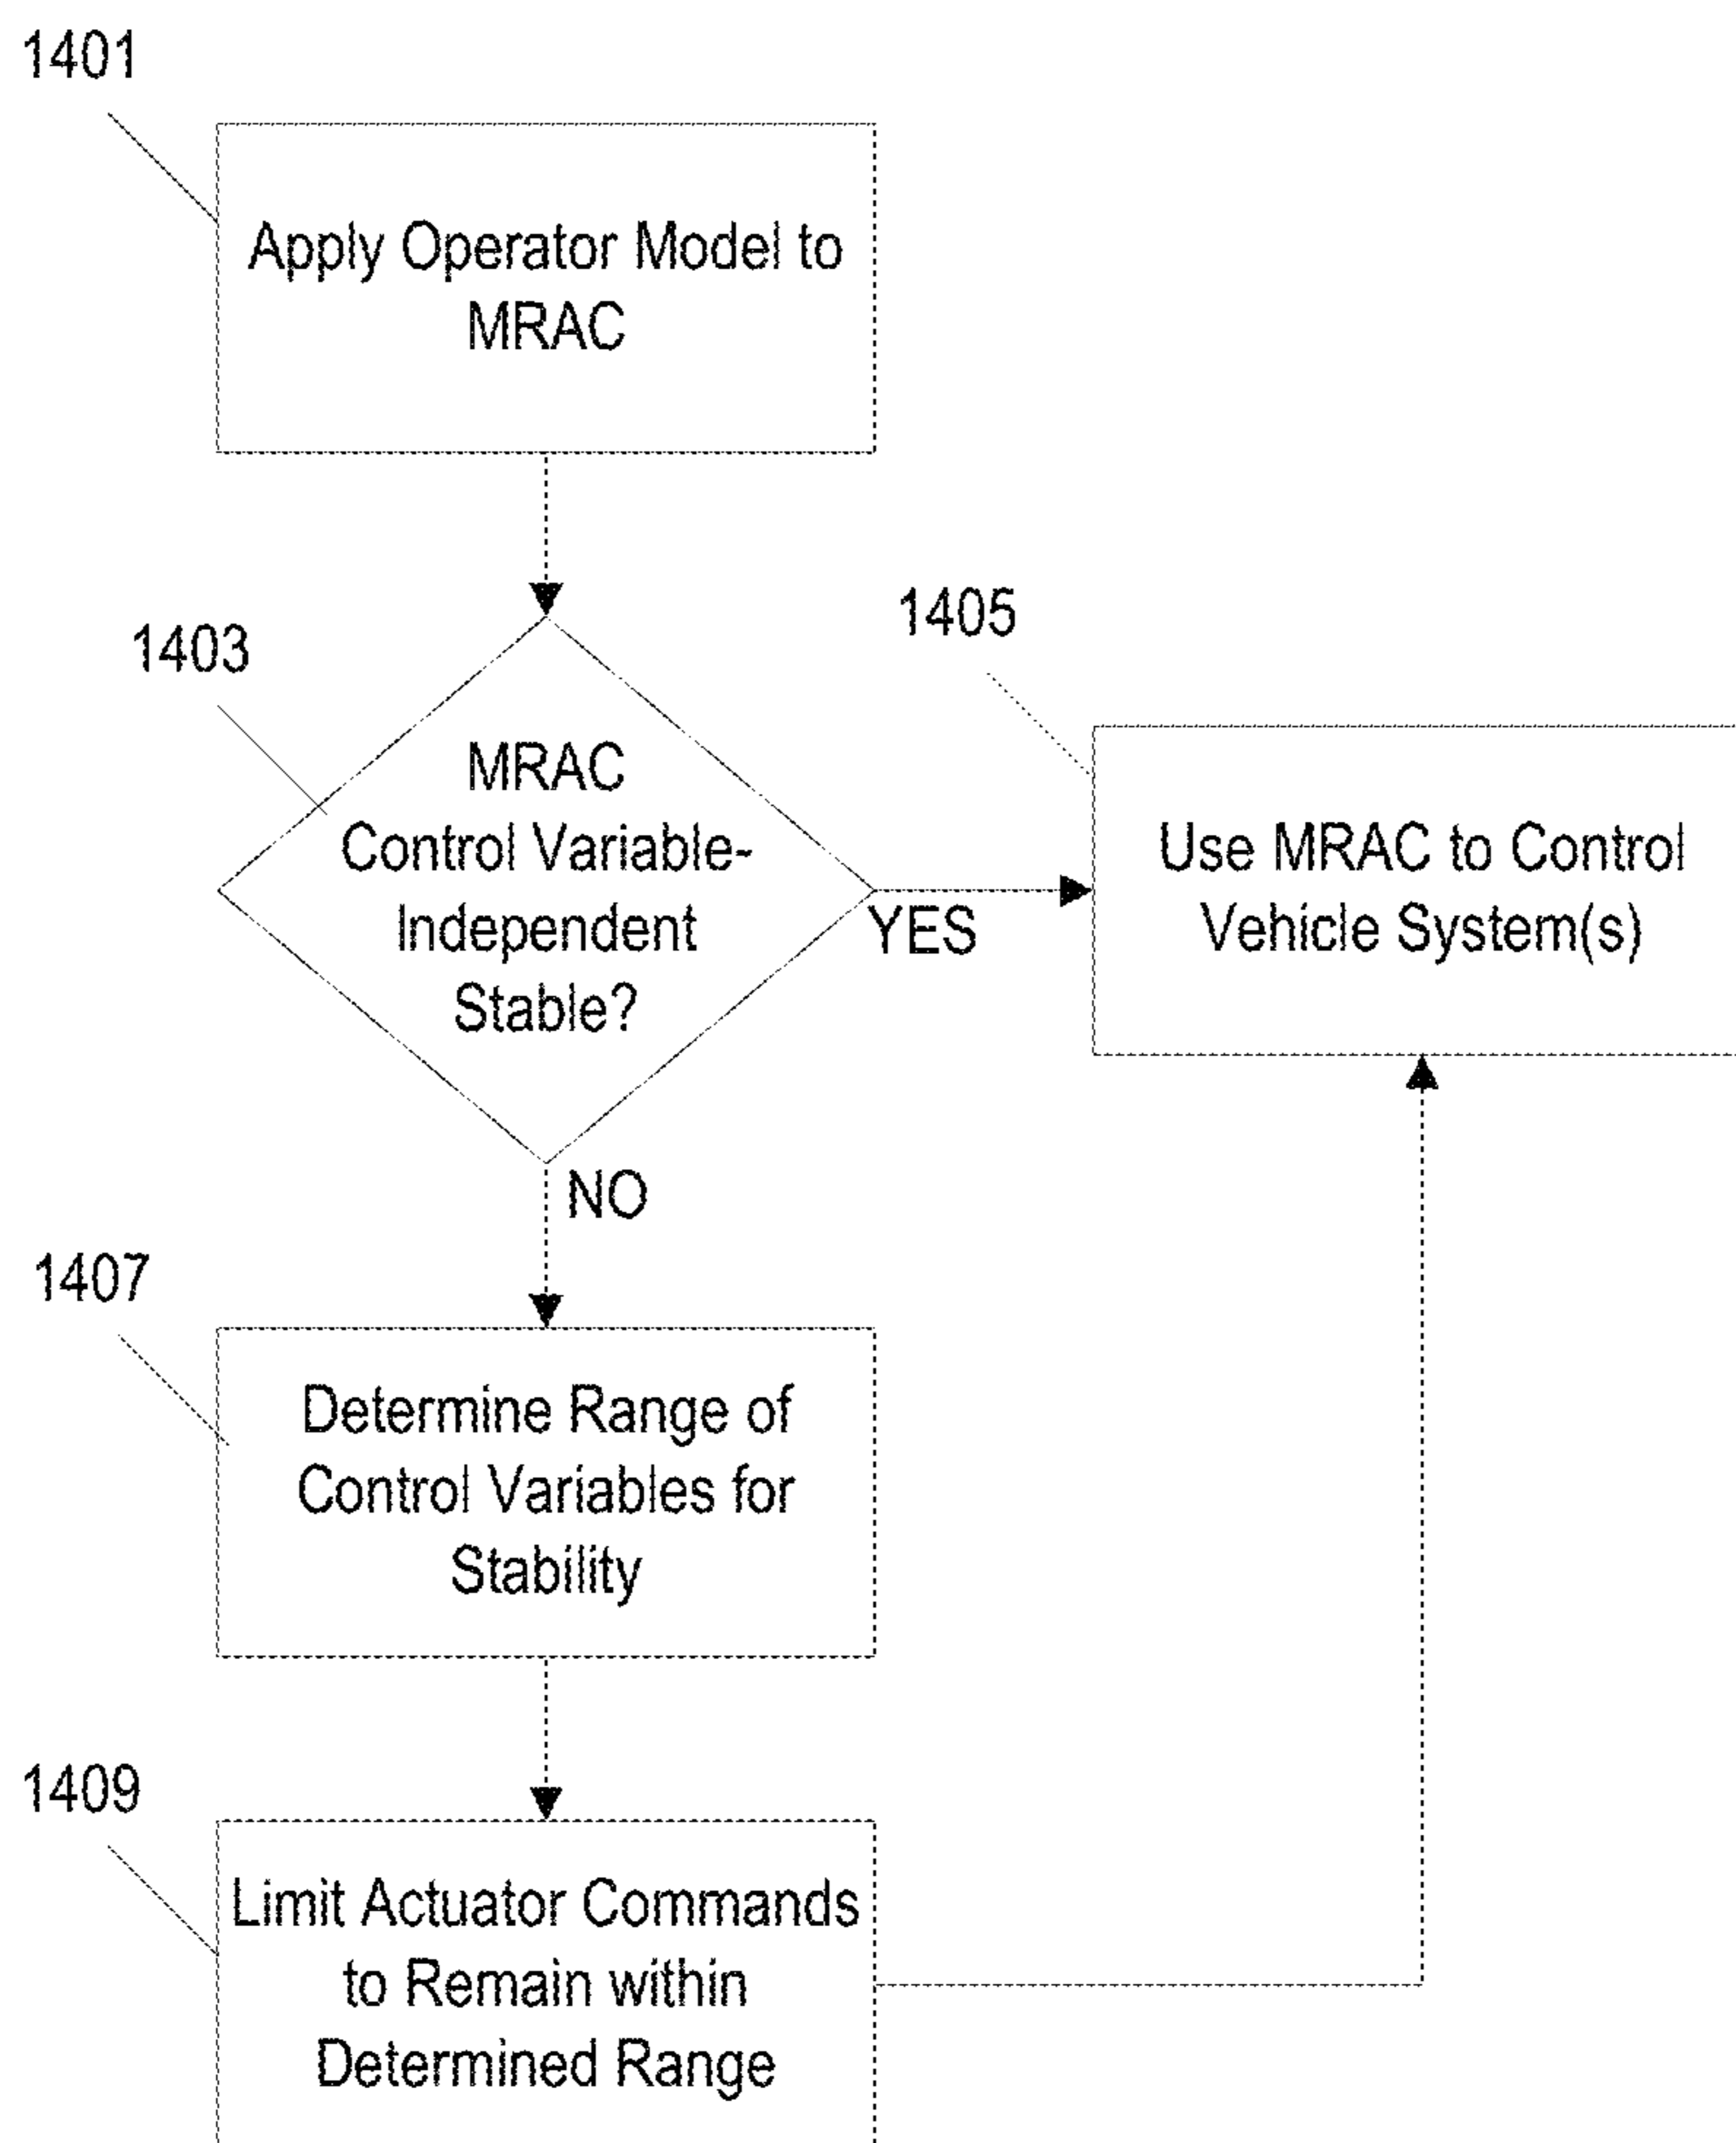 1401
Apply Operator Model to
MRAC
1403
MRAC
Control Variable-
Independent
Stable?
YES
1405
Use MRAC to Control
Vehicle System(s)
NO
1407
Determine Range of
Control Variables for
Stability
1409
Limit Actuator Commands
to Remain within
Determined Range